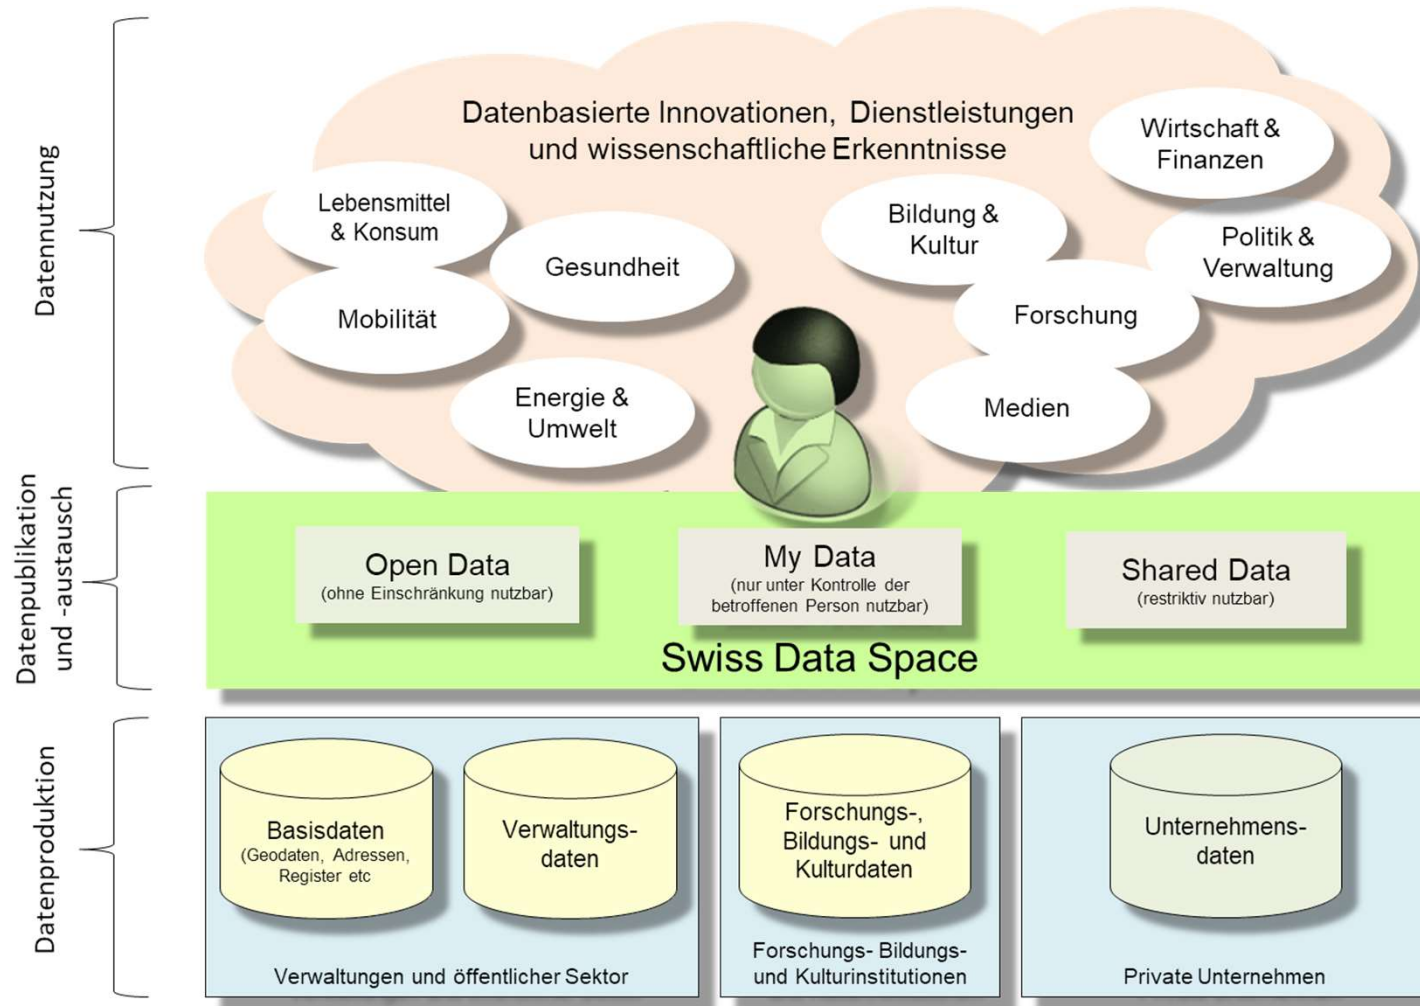 Datennutzung
Datenbasierte Innovationen, Dienstleistungen
und wissenschaftliche Erkenntnisse
Wirtschaft &
Finanzen
Lebensmittel
& Konsum
Bildung &
Kultur
Politik &
Verwaltung
Gesundheit
Mobilität
Forschung
Energie &
Umwelt
Medien
Datenpublikation
und -austausch
Open Data
(ohne Einschränkung nutzbar)
My Data
(nur unter Kontrolle der
betroffenen Person nutzbar)
Shared Data
(restriktiv nutzbar)
Swiss Data Space
Datenproduktion
Basisdaten
(Geodaten, Adressen,
Register etc
Verwaltungs-
daten
Verwaltungen und öffentlicher Sektor
Forschungs-,
Bildungs- und
Kulturdaten
Forschungs- Bildungs-
und Kulturinstitutionen
Unternehmens-
daten
Private Unternehmen